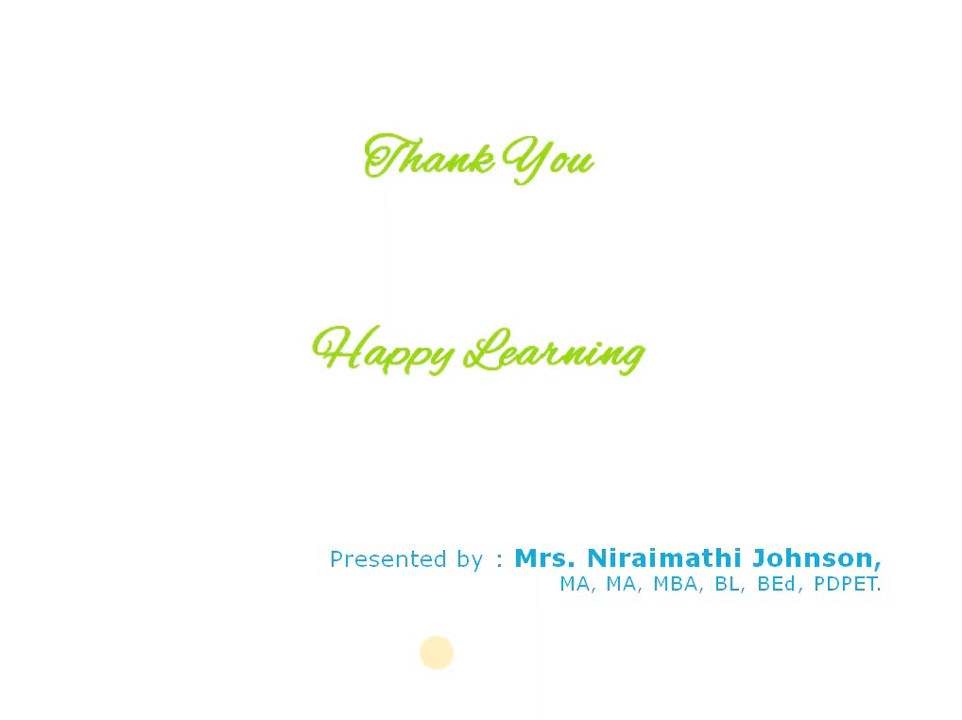 Thank You
Happy Learning
Presented by : Mrs. Niraimathi Johnson,
MA, MA, MBA, BL, BEd, PDPET.